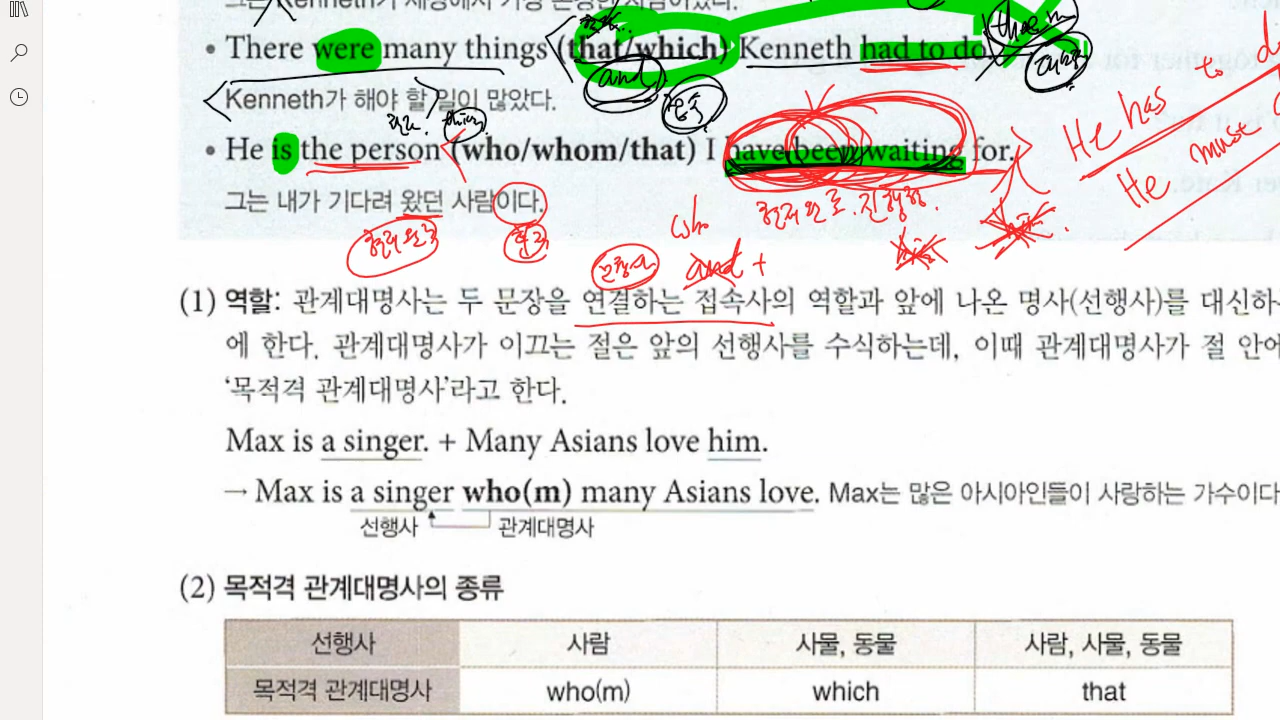 • There were many things (that/which) Kenneth had to do.
them
and
Kenneth가 해야 할 일이 많았다.
He has to
He must
• He is the person (who/whom/that) I have been waiting for.
그는 내가 기다려 왔던 사람이다.
현재완료
현재완료 진행형.
who
and +
(1) 역할: 관계대명사는 두 문장을 연결하는 접속사의 역할과 앞에 나온 명사(선행사)를 대신하
에 한다. 관계대명사가 이끄는 절은 앞의 선행사를 수식하는데, 이때 관계대명사가 절 안에
‘목적격 관계대명사’라고 한다.
Max is a singer. + Many Asians love him.
→ Max is a singer who(m) many Asians love. Max는 많은 아시아인들이 사랑하는 가수이다
선행사 관계대명사
(2) 목적격 관계대명사의 종류
선행사 사람 사물, 동물 사람, 사물, 동물
목적격 관계대명사 who(m) which that